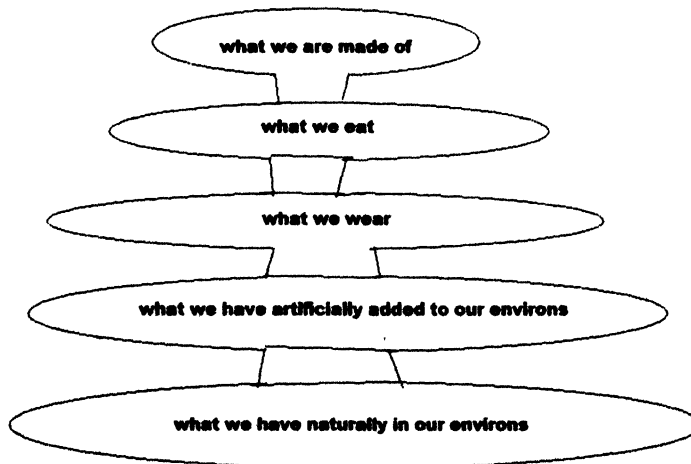 what we are made of
what we eat
what we wear
what we have artificially added to our environs
what we have naturally in our environs